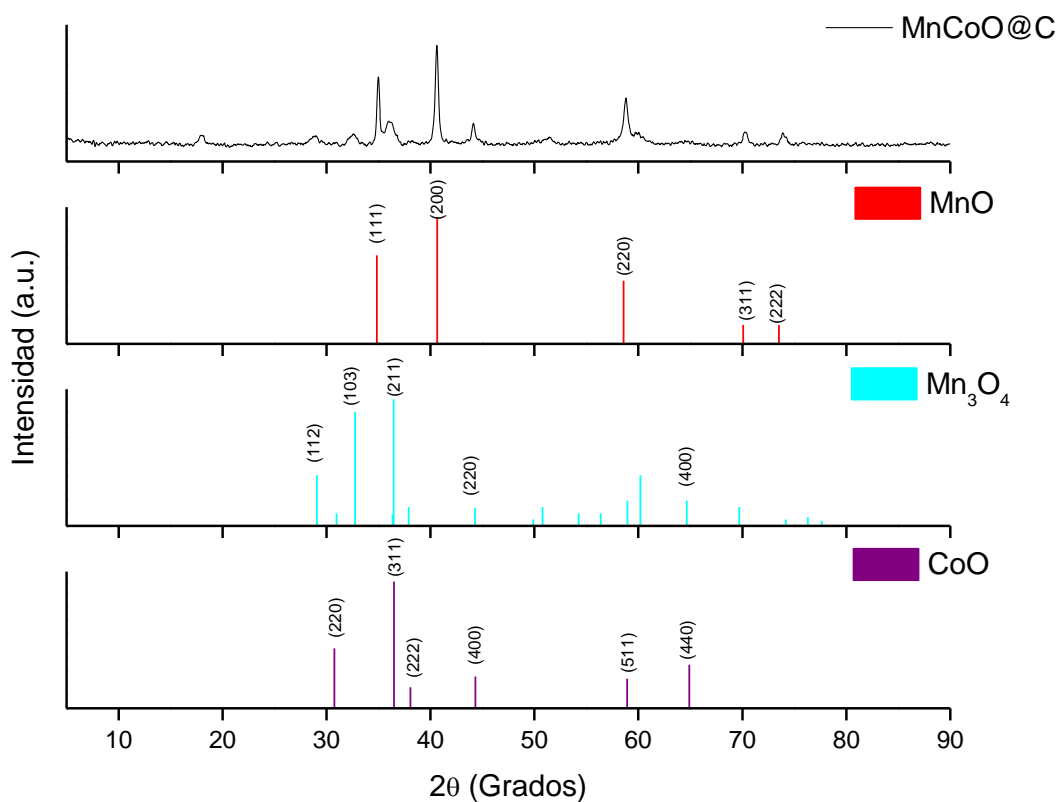 MnCoO@C
MnO
(111)
(200)
(220)
(311)
(222)
Mn₃O₄
(112)
(103)
(211)
(220)
(400)
CoO
(220)
(311)
(222)
(400)
(511)
(440)
10 20 30 40 50 60 70 80 90
2θ (Grados)
Intensidad (a.u.)